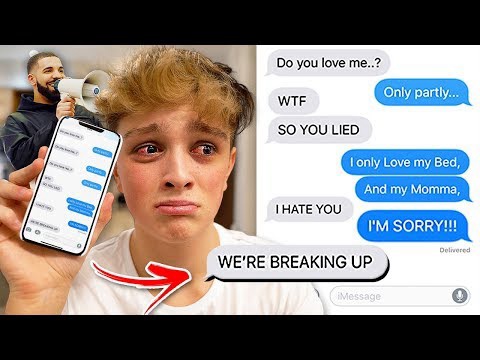 Do you love me..?
Only partly...
WTF
SO YOU LIED
I only Love my Bed,
And my Momma,
I HATE YOU
I'M SORRY!!!
Delivered
WE'RE BREAKING UP
iMessage